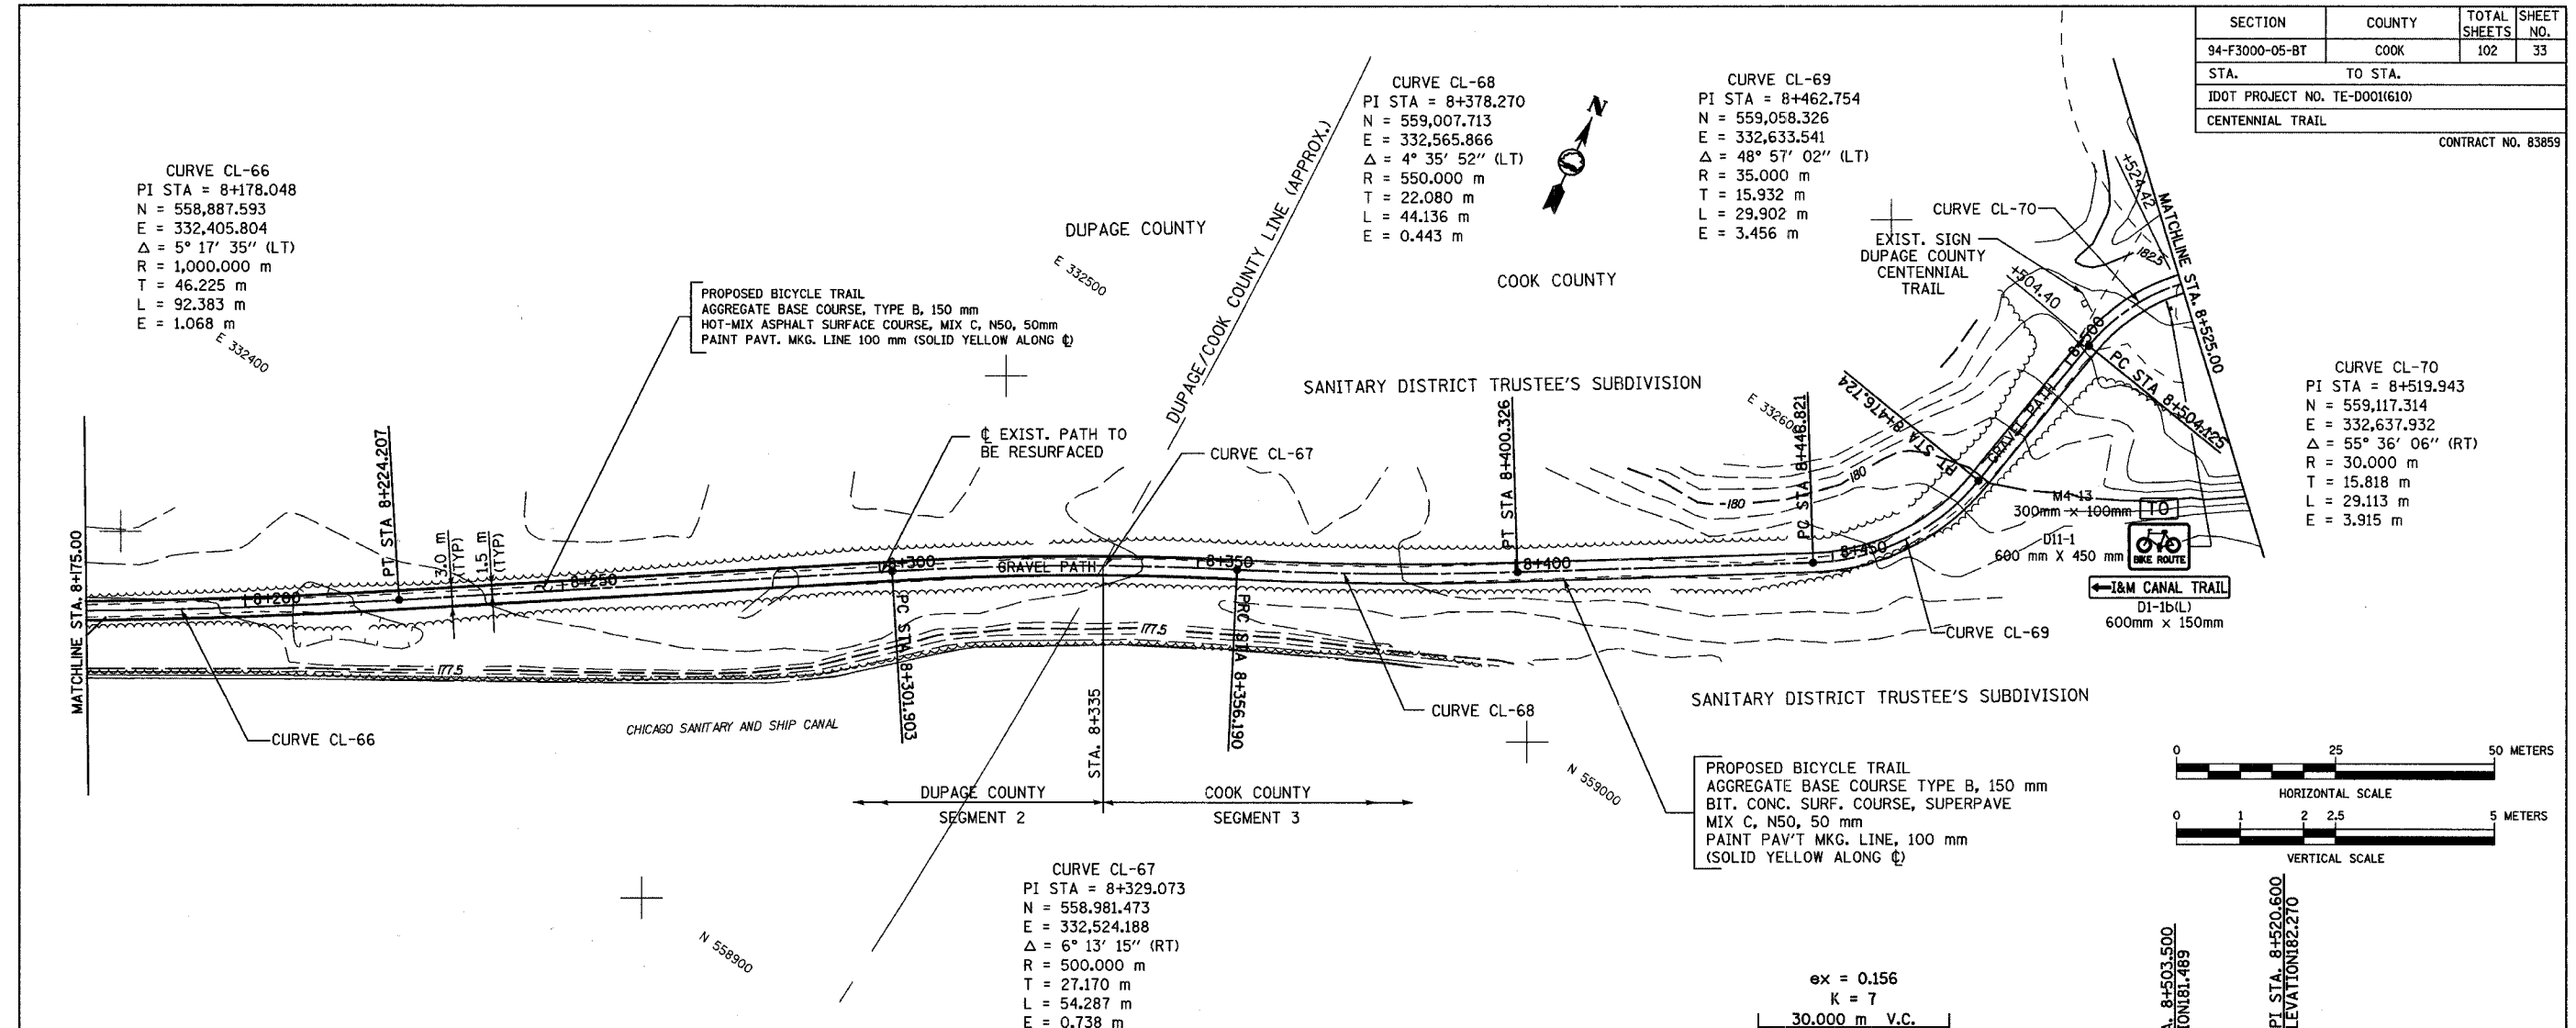 SECTION COUNTY TOTAL SHEETS SHEET NO.
94-F3000-05-BT COOK 102 33
STA. TO STA.
IDOT PROJECT NO. TE-D001(610)
CENTENNIAL TRAIL
CONTRACT NO. 83859
CURVE CL-66
PI STA = 8+178.048
N = 558,887.593
E = 332,405.804
Δ = 5° 17' 35" (LT)
R = 1,000.000 m
T = 46.225 m
L = 92.383 m
E = 1.068 m
E 332400
PROPOSED BICYCLE TRAIL
AGGREGATE BASE COURSE, TYPE B, 150 mm
HOT-MIX ASPHALT SURFACE COURSE, MIX C, N50, 50mm
PAINT PAVT. MKG. LINE 100 mm (SOLID YELLOW ALONG ℄)
DUPAGE COUNTY
E 332500
DUPAGE/COOK COUNTY LINE (APPROX.)
CURVE CL-68
PI STA = 8+378.270
N = 559,007.713
E = 332,565.866
Δ = 4° 35' 52" (LT)
R = 550.000 m
T = 22.080 m
L = 44.136 m
E = 0.443 m
N
COOK COUNTY
CURVE CL-69
PI STA = 8+462.754
N = 559,058.326
E = 332,633.541
Δ = 48° 57' 02" (LT)
R = 35.000 m
T = 15.932 m
L = 29.902 m
E = 3.456 m
CURVE CL-70
EXIST. SIGN
DUPAGE COUNTY
CENTENNIAL
TRAIL
+504.40
+524.42
1825
MATCHLINE STA. 8+525.00
CURVE CL-70
PI STA = 8+519.943
N = 559,117.314
E = 332,637.932
Δ = 55° 36' 06" (RT)
R = 30.000 m
T = 15.818 m
L = 29.113 m
E = 3.915 m
SANITARY DISTRICT TRUSTEE'S SUBDIVISION
E 332600
℄ EXIST. PATH TO
BE RESURFACED
CURVE CL-67
MATCHLINE STA. 8+175.00
PT STA 8+224.207
3.0 m
(TYP)
1.5 m
(TYP)
8+200
8+250
8+300
GRAVEL PATH
8+350
8+400
8+450
8+500
PT STA 8+400.326
PC STA 8+446.821
PT STA 8+476.724
GRAVEL PATH
PC STA 8+504.125
180
180
M4-13
300mm x 100mm
TO
D11-1
600 mm X 450 mm
BIKE ROUTE
←I&M CANAL TRAIL
D1-1b(L)
600mm x 150mm
177.5
177.5
CURVE CL-66
CHICAGO SANITARY AND SHIP CANAL
PC STA 8+301.903
STA. 8+335
PRC STA 8+356.190
CURVE CL-68
CURVE CL-69
SANITARY DISTRICT TRUSTEE'S SUBDIVISION
N 559000
DUPAGE COUNTY
SEGMENT 2
COOK COUNTY
SEGMENT 3
PROPOSED BICYCLE TRAIL
AGGREGATE BASE COURSE TYPE B, 150 mm
BIT. CONC. SURF. COURSE, SUPERPAVE
MIX C, N50, 50 mm
PAINT PAV'T MKG. LINE, 100 mm
(SOLID YELLOW ALONG ℄)
0 25 50 METERS
HORIZONTAL SCALE
0 1 2 2.5 5 METERS
VERTICAL SCALE
N 558900
CURVE CL-67
PI STA = 8+329.073
N = 558.981.473
E = 332,524.188
Δ = 6° 13' 15" (RT)
R = 500.000 m
T = 27.170 m
L = 54.287 m
E = 0.738 m
ex = 0.156
K = 7
30.000 m V.C.
8+503.500
181.489
PI STA. 8+520.600
182.270